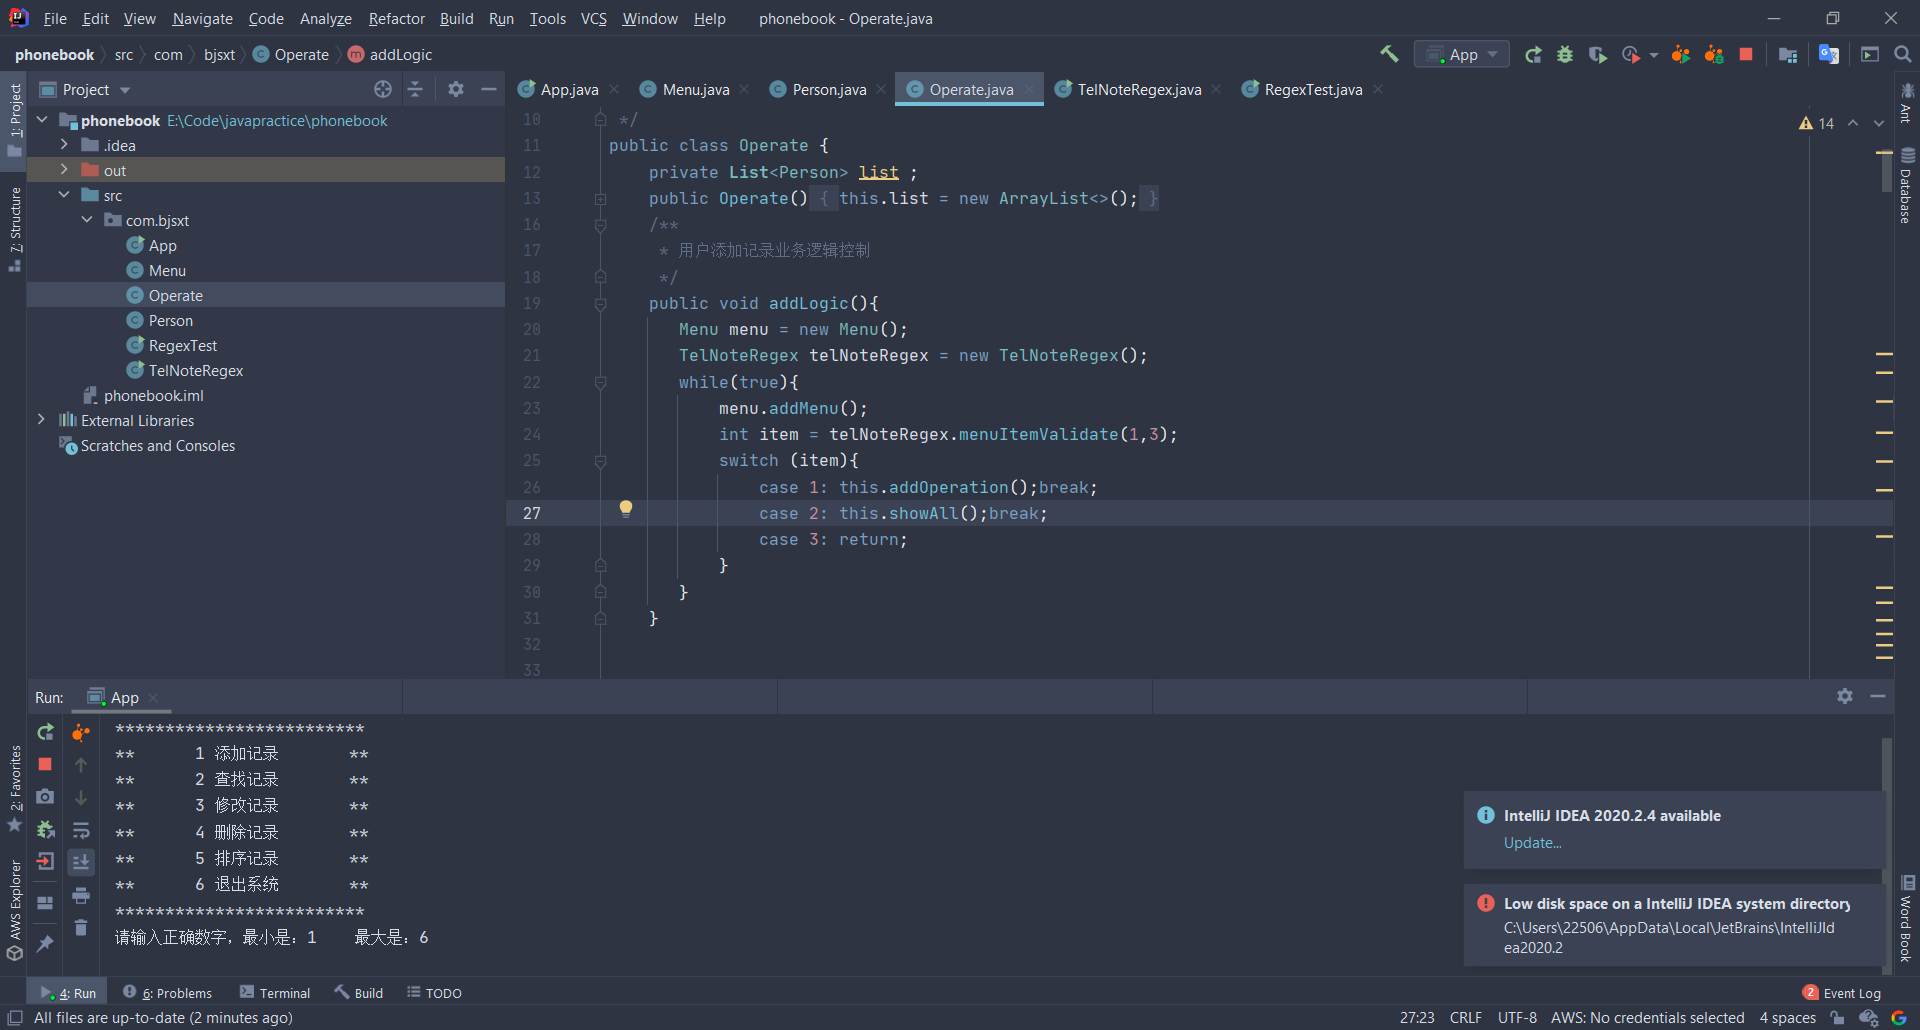 File Edit View Navigate Code Analyze Refactor Build Run Tools VCS Window Help phonebook - Operate.java
phonebook src com bjsxt Operate addLogic App
1: Project
7: Structure
2: Favorites
AWS Explorer
Project
phonebook E:\Code\javapractice\phonebook
.idea
out
src
com.bjsxt
App
Menu
Operate
Person
RegexTest
TelNoteRegex
phonebook.iml
External Libraries
Scratches and Consoles
App.java Menu.java Person.java Operate.java TelNoteRegex.java RegexTest.java
14
10 */
11 public class Operate {
12 private List<Person> list ;
13 public Operate() { this.list = new ArrayList<>(); }
16 /**
17 * 用户添加记录业务逻辑控制
18 */
19 public void addLogic(){
20 Menu menu = new Menu();
21 TelNoteRegex telNoteRegex = new TelNoteRegex();
22 while(true){
23 menu.addMenu();
24 int item = telNoteRegex.menuItemValidate(1,3);
25 switch (item){
26 case 1: this.addOperation();break;
27 case 2: this.showAll();break;
28 case 3: return;
29 }
30 }
31 }
32
33
Ant
Database
Word Book
Run: App
*************************
** 1 添加记录 **
** 2 查找记录 **
** 3 修改记录 **
** 4 删除记录 **
** 5 排序记录 **
** 6 退出系统 **
*************************
请输入正确数字，最小是：1 最大是：6
IntelliJ IDEA 2020.2.4 available
Update...
Low disk space on a IntelliJ IDEA system directory
C:\Users\22506\AppData\Local\JetBrains\IntelliJId
ea2020.2
4: Run 6: Problems Terminal Build TODO 2 Event Log
All files are up-to-date (2 minutes ago) 27:23 CRLF UTF-8 AWS: No credentials selected 4 spaces